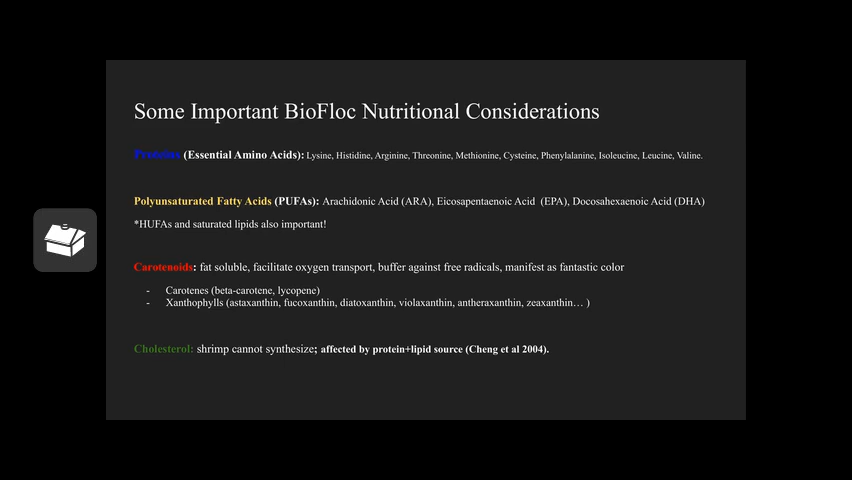 Some Important BioFloc Nutritional Considerations
Proteins (Essential Amino Acids): Lysine, Histidine, Arginine, Threonine, Methionine, Cysteine, Phenylalanine, Isoleucine, Leucine, Valine.
Polyunsaturated Fatty Acids (PUFAs): Arachidonic Acid (ARA), Eicosapentaenoic Acid (EPA), Docosahexaenoic Acid (DHA)
*HUFAs and saturated lipids also important!
Carotenoids: fat soluble, facilitate oxygen transport, buffer against free radicals, manifest as fantastic color
- Carotenes (beta-carotene, lycopene)
- Xanthophylls (astaxanthin, fucoxanthin, diatoxanthin, violaxanthin, antheraxanthin, zeaxanthin… )
Cholesterol: shrimp cannot synthesize; affected by protein+lipid source (Cheng et al 2004).